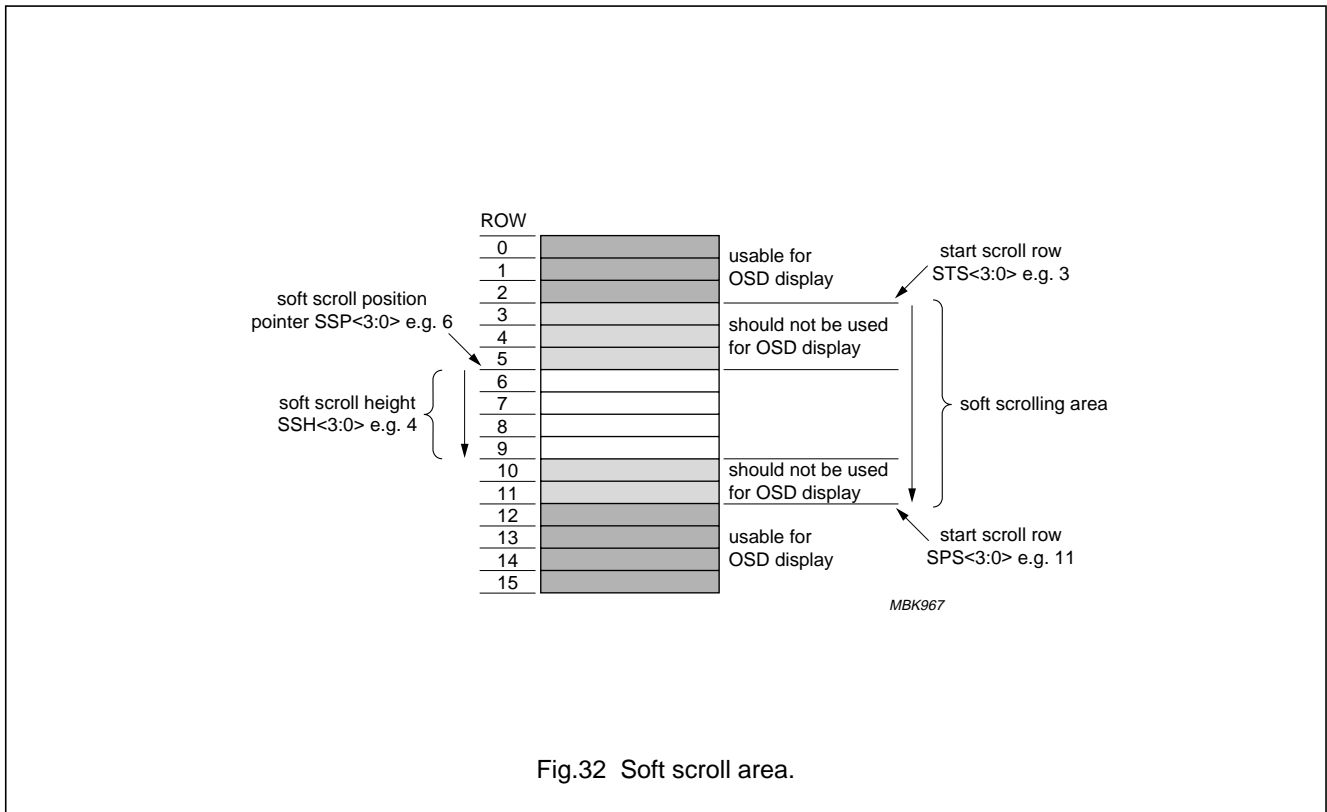 ROW
0
1
2
3
4
5
6
7
8
9
10
11
12
13
14
15
soft scroll position
pointer SSP<3:0> e.g. 6
soft scroll height
SSH<3:0> e.g. 4
usable for
OSD display
should not be used
for OSD display
should not be used
for OSD display
usable for
OSD display
start scroll row
STS<3:0> e.g. 3
soft scrolling area
start scroll row
SPS<3:0> e.g. 11
MBK967
Fig.32 Soft scroll area.